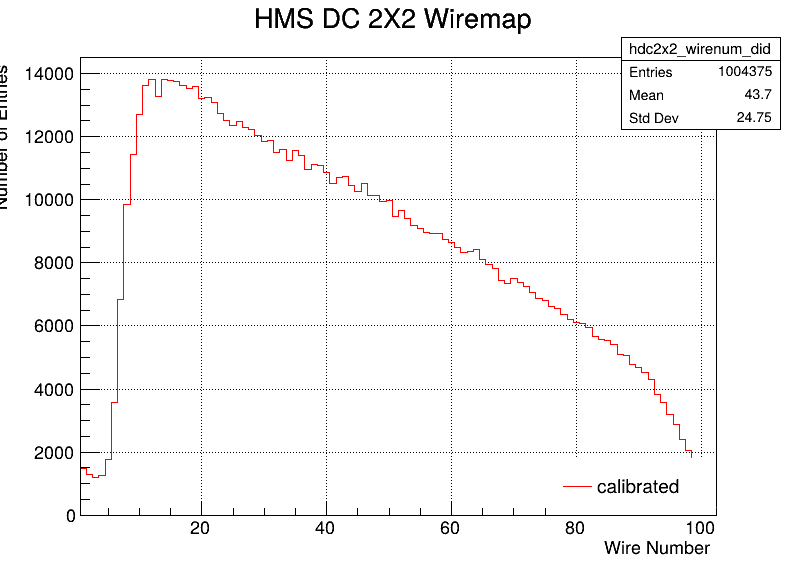 HMS DC 2X2 Wiremap
hdc2x2_wirenum_did
Entries 1004375
Mean 43.7
Std Dev 24.75
Number of Entries
14000
12000
10000
8000
6000
4000
2000
0
20 40 60 80 100
Wire Number
calibrated